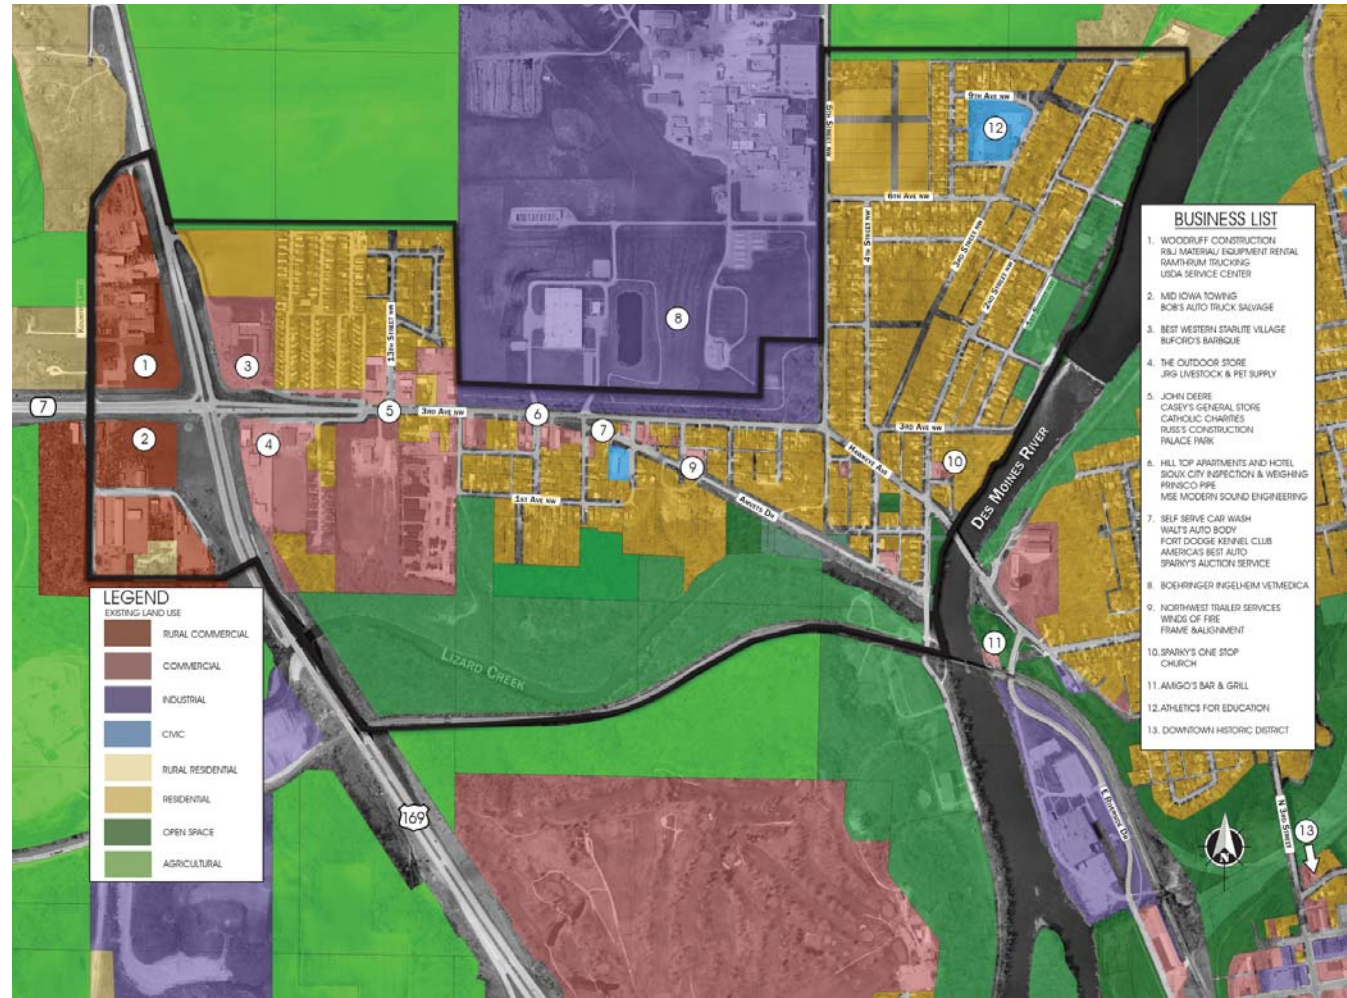 9TH AVE NW
12
5TH STREET NW
6TH AVE NW
4TH STREET NW
3RD STREET NW
2ND STREET NW
8
13TH STREET NW
1
3
7
5
3RD AVE NW
6
7
3RD AVE NW
2
4
9
HAWKEYE AVE
10
1ST AVE NW
AMVETS DR
DES MOINES RIVER
LIZARD CREEK
11
169
E RIVERSIDE DR
N 3RD STREET
13
N
BUSINESS LIST
1. WOODRUFF CONSTRUCTION
R&J MATERIAL/ EQUIPMENT RENTAL
RAMTHRUM TRUCKING
USDA SERVICE CENTER
2. MID IOWA TOWING
BOB'S AUTO TRUCK SALVAGE
3. BEST WESTERN STARLITE VILLAGE
BUFORD'S BARBQUE
4. THE OUTDOOR STORE
JRG LIVESTOCK & PET SUPPLY
5. JOHN DEERE
CASEY'S GENERAL STORE
CATHOLIC CHARITIES
RUSS'S CONSTRUCTION
PALACE PARK
6. HILL TOP APARTMENTS AND HOTEL
SIOUX CITY INSPECTION & WEIGHING
PRINSCO PIPE
MSE MODERN SOUND ENGINEERING
7. SELF SERVE CAR WASH
WALT'S AUTO BODY
FORT DODGE KENNEL CLUB
AMERICA'S BEST AUTO
SPARKY'S AUCTION SERVICE
8. BOEHRINGER INGELHEIM VETMEDICA
9. NORTHWEST TRAILER SERVICES
WINDS OF FIRE
FRAME &ALIGNMENT
10. SPARKY'S ONE STOP
CHURCH
11. AMIGO'S BAR & GRILL
12. ATHLETICS FOR EDUCATION
13. DOWNTOWN HISTORIC DISTRICT
LEGEND
EXISTING LAND USE
RURAL COMMERCIAL
COMMERCIAL
INDUSTRIAL
CIVIC
RURAL RESIDENTIAL
RESIDENTIAL
OPEN SPACE
AGRICULTURAL